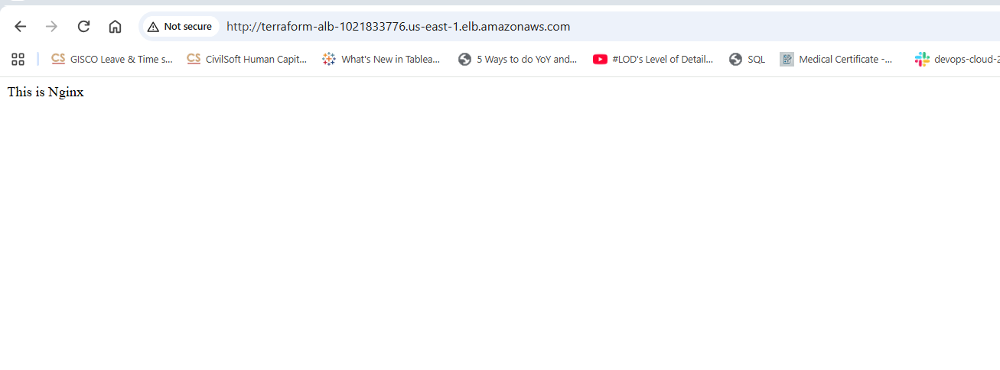 Not secure http://terraform-alb-1021833776.us-east-1.elb.amazonaws.com
CS GISCO Leave & Time s... CS CivilSoft Human Capit... What's New in Tablea... 5 Ways to do YoY and... #LOD's Level of Detail... SQL Medical Certificate -... devops-cloud-2
This is Nginx